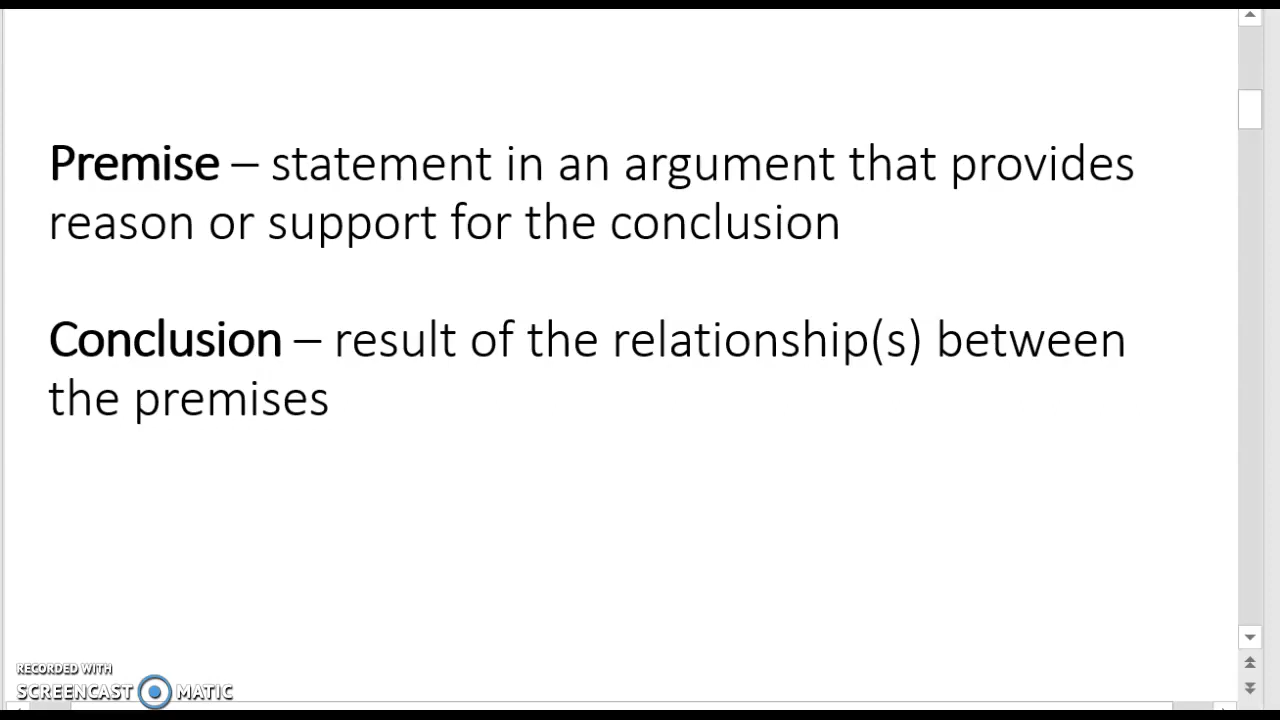 Premise – statement in an argument that provides
reason or support for the conclusion
Conclusion – result of the relationship(s) between
the premises
RECORDED WITH
SCREENCAST MATIC